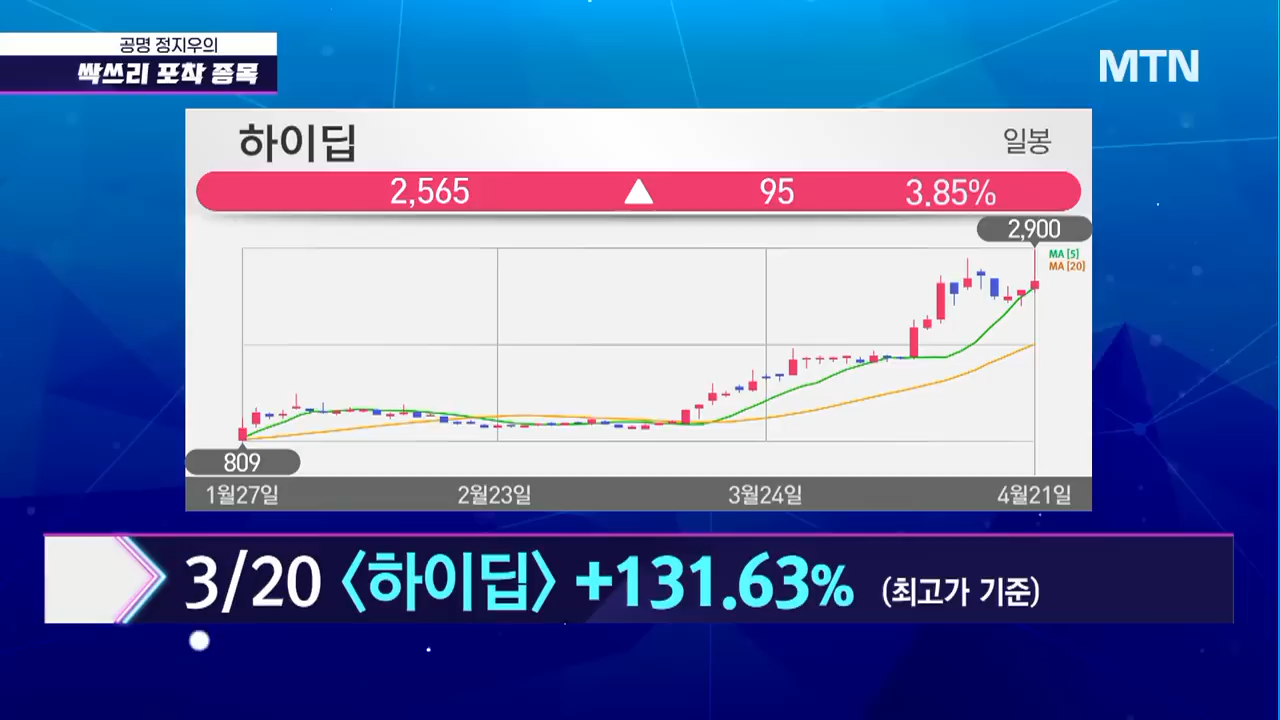 공명 정지우의
싹쓰리 포착 종목
MTN
하이딥
일봉
2,565 ▲ 95 3.85%
2,900
MA [5]
MA [20]
809
1월27일 2월23일 3월24일 4월21일
3/20 〈하이딥〉 +131.63% (최고가 기준)